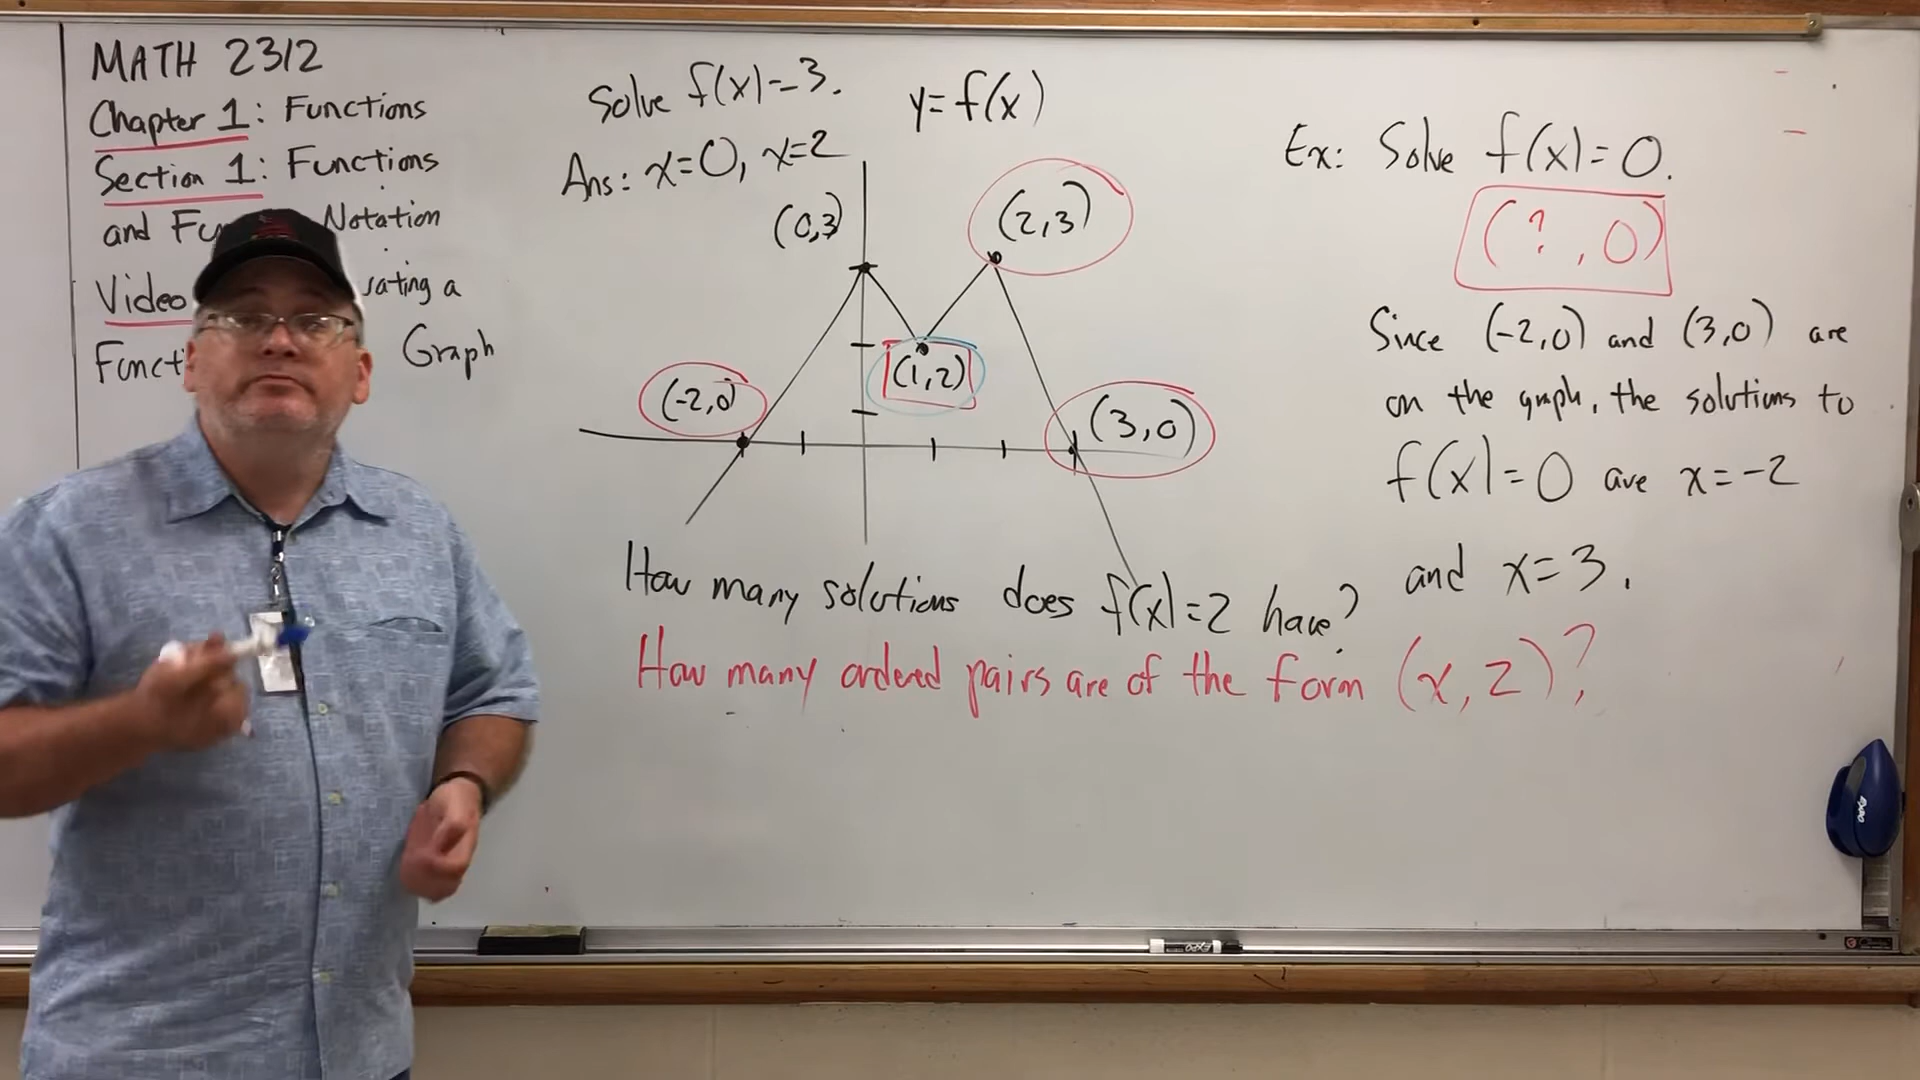 MATH 2312
Chapter 1: Functions
Section 1: Functions
and Notation
Video a
Graph
Solve f(x)=3.
Ans: x=0, x=2
y=f(x)
(0,3)
(2,3)
(1,2)
(-2,0)
(3,0)
How many solutions does f(x)=2 have?
How many ordered pairs are of the form (x,2)?
Ex: Solve f(x)=0.
(?,0)
Since (-2,0) and (3,0) are
on the graph, the solutions to
f(x)=0 are x=-2
and x=3.
EXPO
EXPO